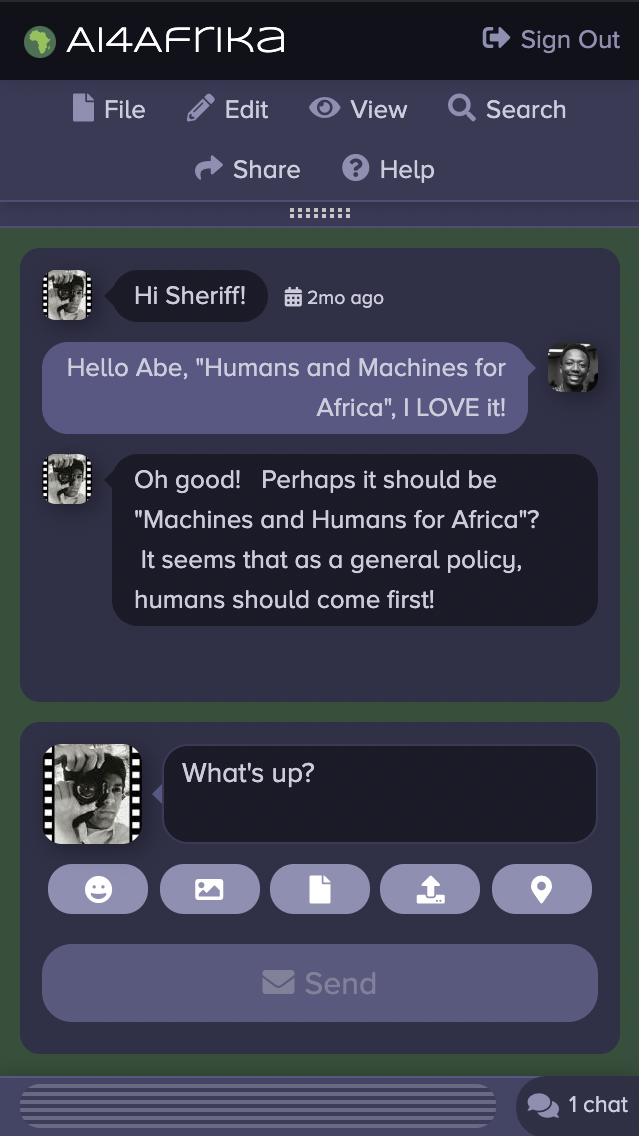 AI4AFRIKA
Sign Out
File Edit View Search
Share Help
Hi Sheriff! 2mo ago
Hello Abe, "Humans and Machines for
Africa", I LOVE it!
Oh good!   Perhaps it should be
"Machines and Humans for Africa"?
It seems that as a general policy,
humans should come first!
What's up?
Send
1 chat